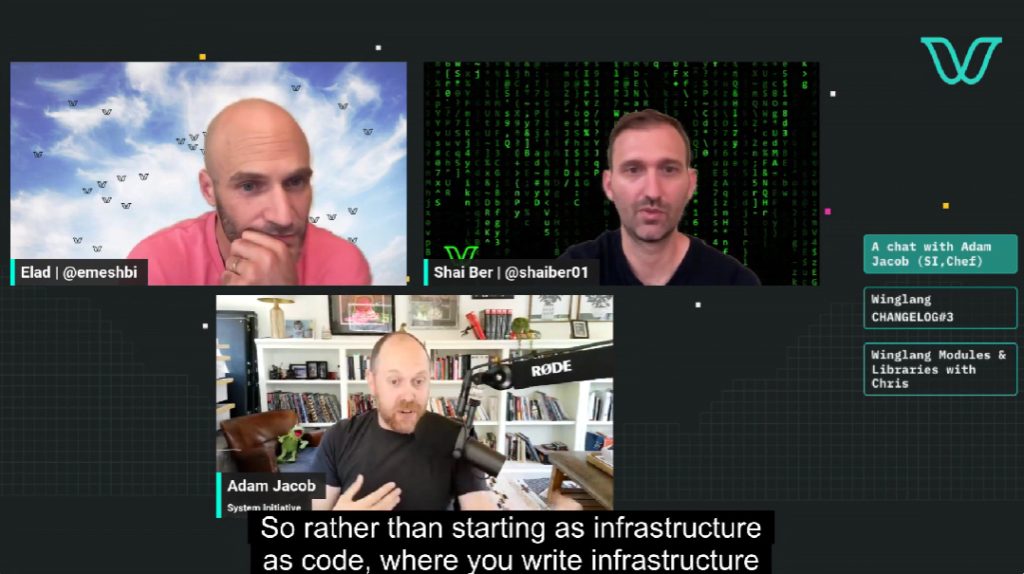 Elad | @emeshbi
Shai Ber | @shaiber01
A chat with Adam
Jacob (SI,Chef)
Winglang
CHANGELOG#3
Winglang Modules &
Libraries with
Chris
RØDE
Adam Jacob
System Initiative
So rather than starting as infrastructure
as code, where you write infrastructure